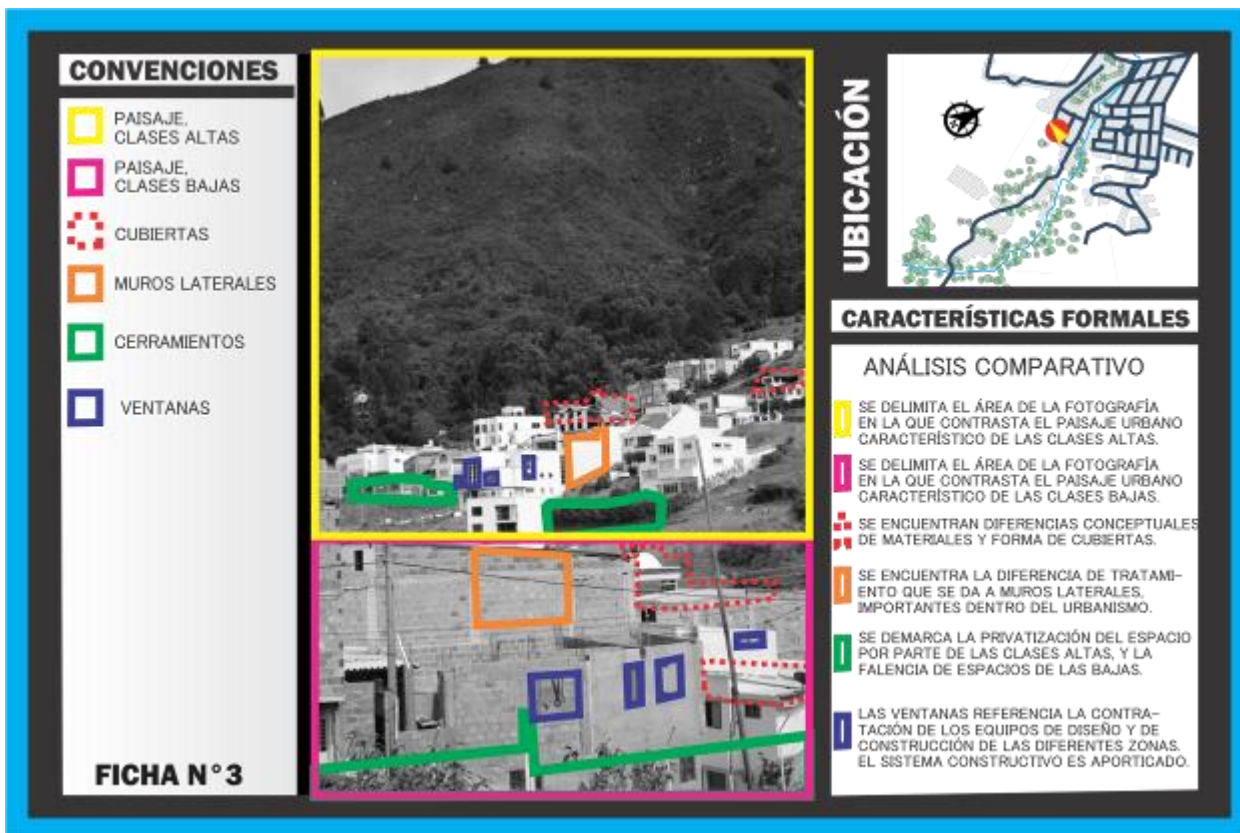 CONVENCIONES
PAISAJE,
CLASES ALTAS
PAISAJE,
CLASES BAJAS
CUBIERTAS
MUROS LATERALES
CERRAMIENTOS
VENTANAS
FICHA N°3
UBICACIÓN
CARACTERÍSTICAS FORMALES
ANÁLISIS COMPARATIVO
SE DELIMITA EL ÁREA DE LA FOTOGRAFÍA
EN LA QUE CONTRASTA EL PAISAJE URBANO
CARACTERÍSTICO DE LAS CLASES ALTAS.
SE DELIMITA EL ÁREA DE LA FOTOGRAFÍA
EN LA QUE CONTRASTA EL PAISAJE URBANO
CARACTERÍSTICO DE LAS CLASES BAJAS.
SE ENCUENTRAN DIFERENCIAS CONCEPTUALES
DE MATERIALES Y FORMA DE CUBIERTAS.
SE ENCUENTRA LA DIFERENCIA DE TRATAMI-
ENTO QUE SE DA A MUROS LATERALES,
IMPORTANTES DENTRO DEL URBANISMO.
SE DEMARCA LA PRIVATIZACIÓN DEL ESPACIO
POR PARTE DE LAS CLASES ALTAS, Y LA
FALENCIA DE ESPACIOS DE LAS BAJAS.
LAS VENTANAS REFERENCIA LA CONTRA-
TACIÓN DE LOS EQUIPOS DE DISEÑO Y DE
CONSTRUCCIÓN DE LAS DIFERENTES ZONAS.
EL SISTEMA CONSTRUCTIVO ES APORTICADO.